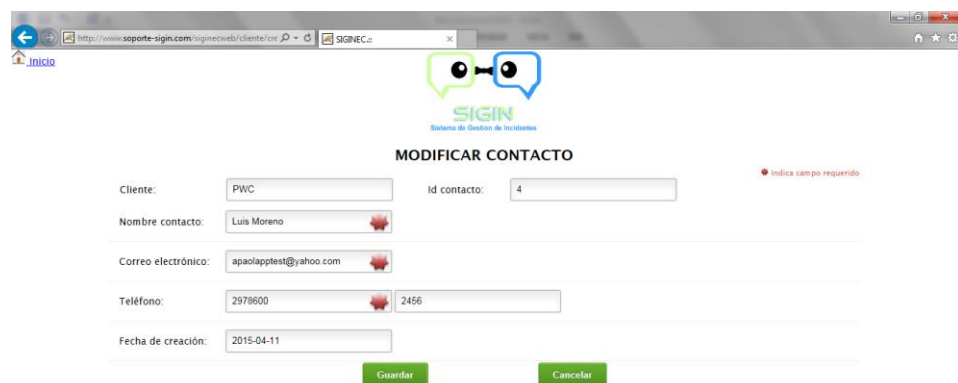 http://www.soporte-sigin.com/siginecweb/cliente/cre
SIGINEC.::
Inicio
SIGIN
Sistema de Gestion de Incidentes
MODIFICAR CONTACTO
Indica campo requerido
Cliente: PWC Id contacto: 4
Nombre contacto: Luis Moreno
Correo electrónico: apaolapptest@yahoo.com
Teléfono: 2978600 2456
Fecha de creación: 2015-04-11
Guardar Cancelar